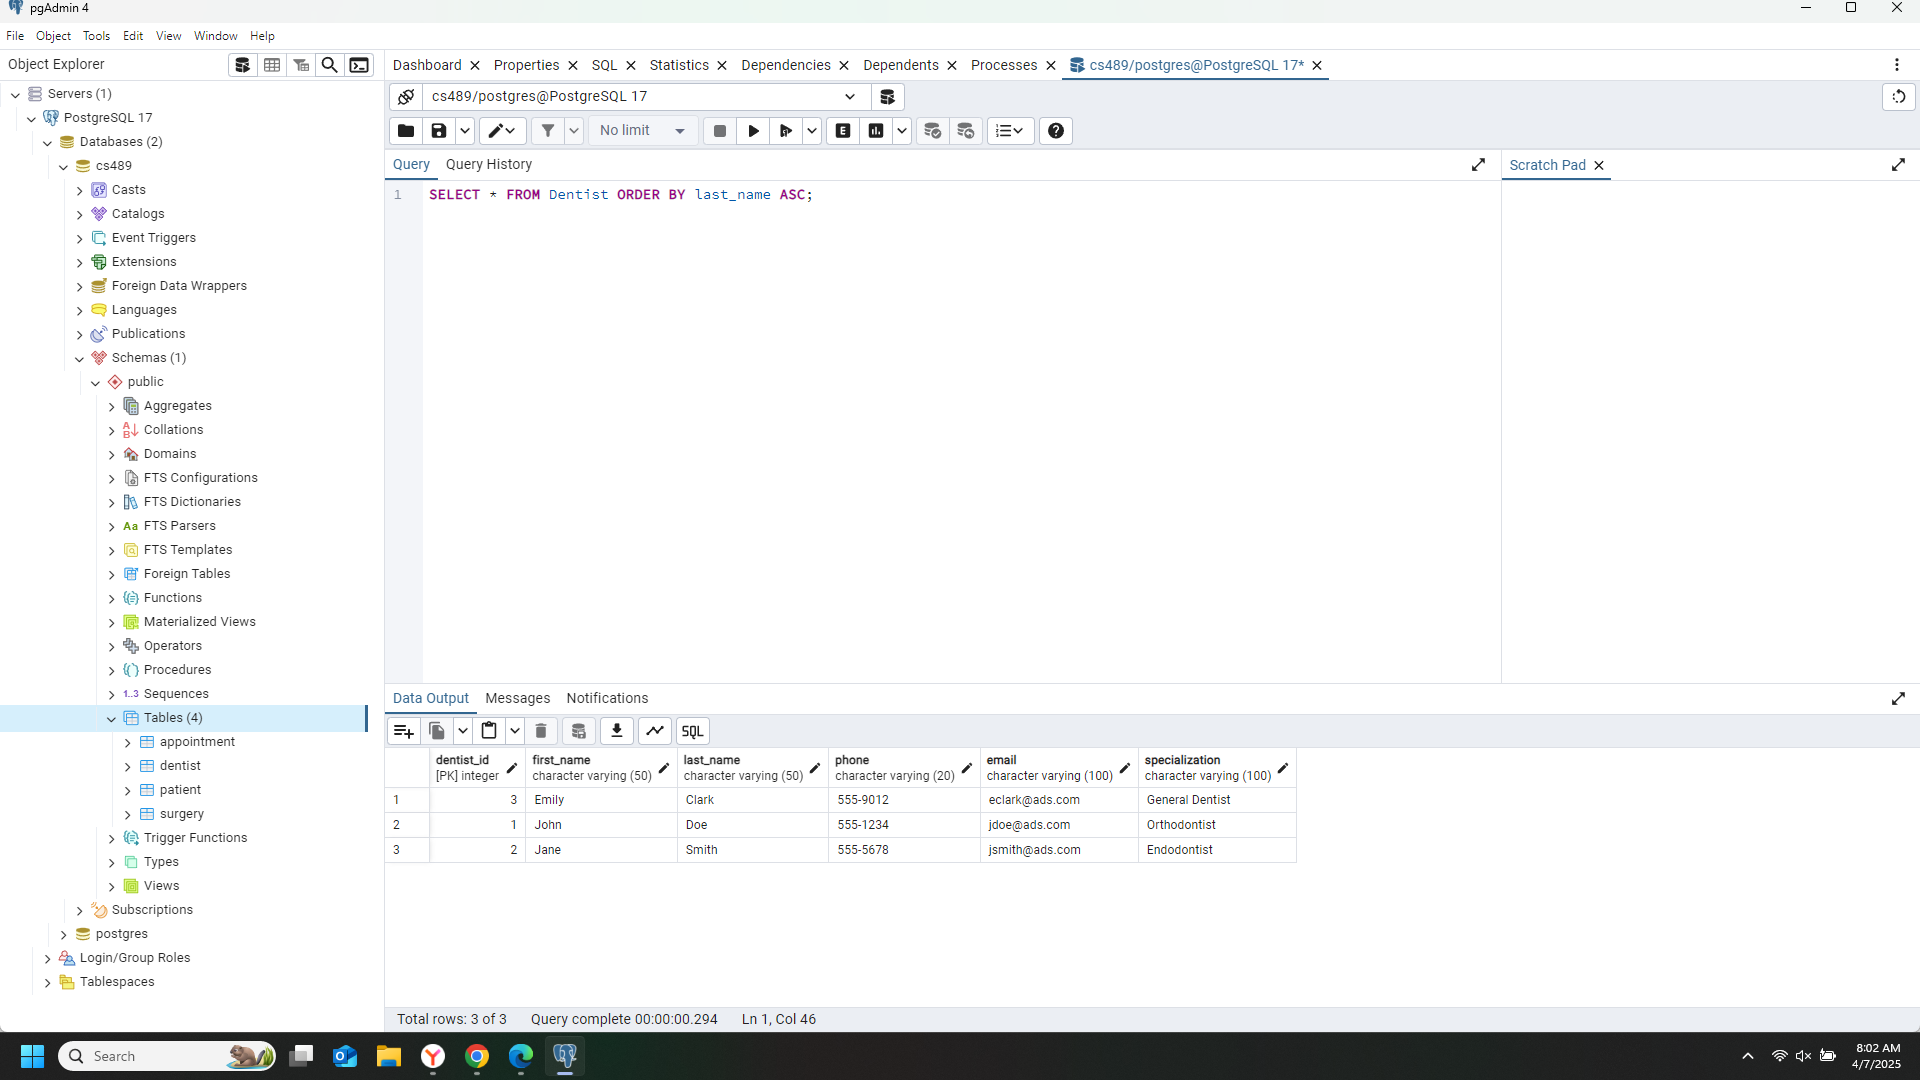 pgAdmin 4
File Object Tools Edit View Window Help
Object Explorer
Dashboard Properties SQL Statistics Dependencies Dependents Processes cs489/postgres@PostgreSQL 17*
cs489/postgres@PostgreSQL 17
No limit
E
Query Query History
Scratch Pad
1 SELECT * FROM Dentist ORDER BY last_name ASC;
Servers (1)
PostgreSQL 17
Databases (2)
cs489
Casts
Catalogs
Event Triggers
Extensions
Foreign Data Wrappers
Languages
Publications
Schemas (1)
public
Aggregates
Collations
Domains
FTS Configurations
FTS Dictionaries
Aa FTS Parsers
FTS Templates
Foreign Tables
Functions
Materialized Views
Operators
Procedures
1..3 Sequences
Tables (4)
appointment
dentist
patient
surgery
Trigger Functions
Types
Views
Subscriptions
postgres
Login/Group Roles
Tablespaces
Data Output Messages Notifications
SQL
dentist_id first_name last_name phone email specialization
[PK] integer character varying (50) character varying (50) character varying (20) character varying (100) character varying (100)
1 3 Emily Clark 555-9012 eclark@ads.com General Dentist
2 1 John Doe 555-1234 jdoe@ads.com Orthodontist
3 2 Jane Smith 555-5678 jsmith@ads.com Endodontist
Total rows: 3 of 3 Query complete 00:00:00.294 Ln 1, Col 46
Search
8:02 AM
4/7/2025